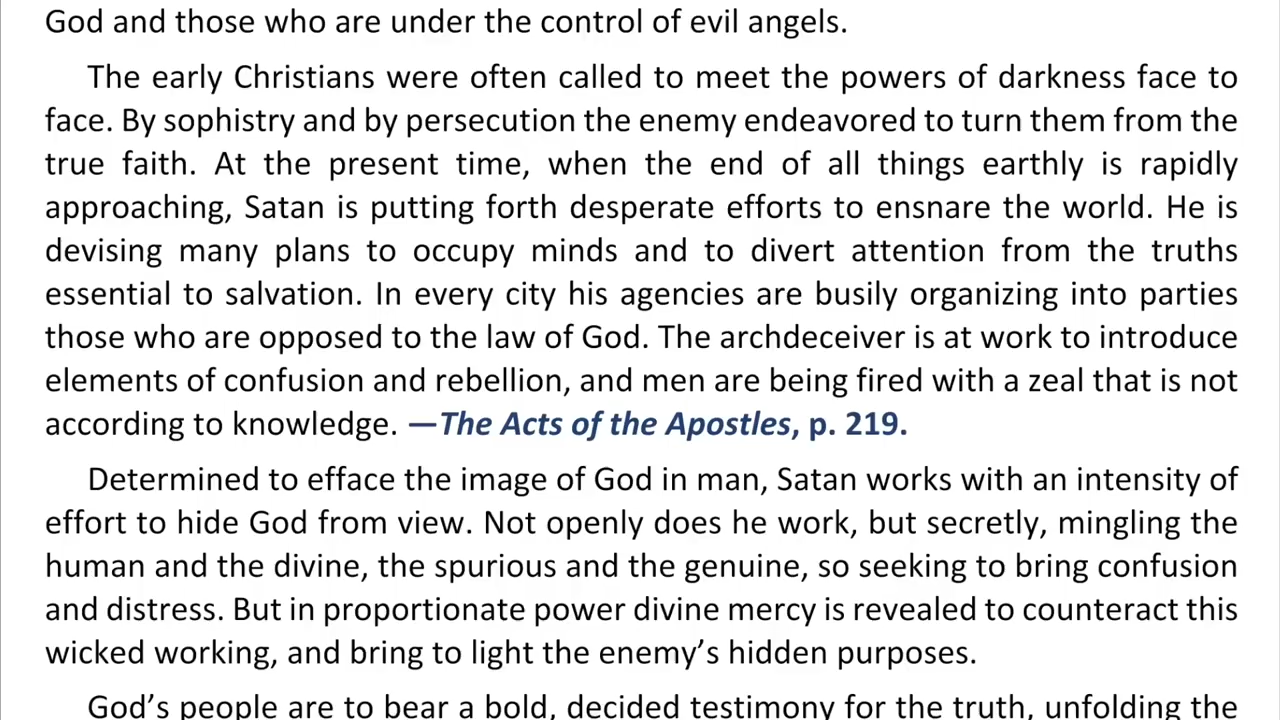 God and those who are under the control of evil angels.
The early Christians were often called to meet the powers of darkness face to
face. By sophistry and by persecution the enemy endeavored to turn them from the
true faith. At the present time, when the end of all things earthly is rapidly
approaching, Satan is putting forth desperate efforts to ensnare the world. He is
devising many plans to occupy minds and to divert attention from the truths
essential to salvation. In every city his agencies are busily organizing into parties
those who are opposed to the law of God. The archdeceiver is at work to introduce
elements of confusion and rebellion, and men are being fired with a zeal that is not
according to knowledge. —The Acts of the Apostles, p. 219.
Determined to efface the image of God in man, Satan works with an intensity of
effort to hide God from view. Not openly does he work, but secretly, mingling the
human and the divine, the spurious and the genuine, so seeking to bring confusion
and distress. But in proportionate power divine mercy is revealed to counteract this
wicked working, and bring to light the enemy’s hidden purposes.
God’s people are to bear a bold, decided testimony for the truth, unfolding the